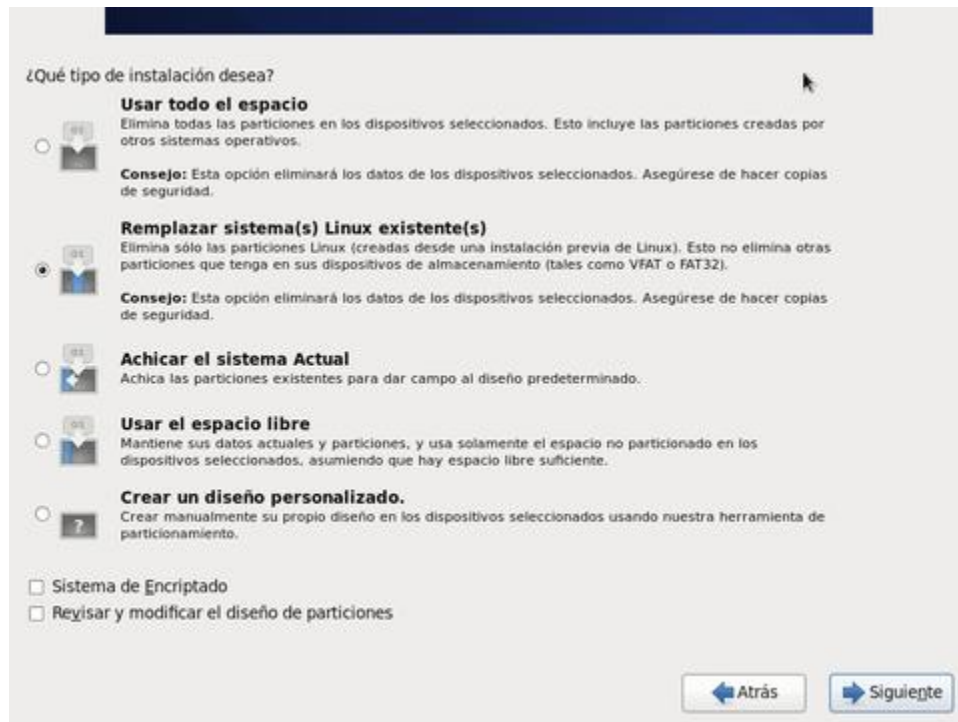 ¿Qué tipo de instalación desea?
Usar todo el espacio
Elimina todas las particiones en los dispositivos seleccionados. Esto incluye las particiones creadas por
otros sistemas operativos.
Consejo: Esta opción eliminará los datos de los dispositivos seleccionados. Asegúrese de hacer copias
de seguridad.
Remplazar sistema(s) Linux existente(s)
Elimina sólo las particiones Linux (creadas desde una instalación previa de Linux). Esto no elimina otras
particiones que tenga en sus dispositivos de almacenamiento (tales como VFAT o FAT32).
Consejo: Esta opción eliminará los datos de los dispositivos seleccionados. Asegúrese de hacer copias
de seguridad.
Achicar el sistema Actual
Achica las particiones existentes para dar campo al diseño predeterminado.
Usar el espacio libre
Mantiene sus datos actuales y particiones, y usa solamente el espacio no particionado en los
dispositivos seleccionados, asumiendo que hay espacio libre suficiente.
Crear un diseño personalizado.
?
Crear manualmente su propio diseño en los dispositivos seleccionados usando nuestra herramienta de
particionamiento.
Sistema de Encriptado
Revisar y modificar el diseño de particiones
Atrás
Siguiente